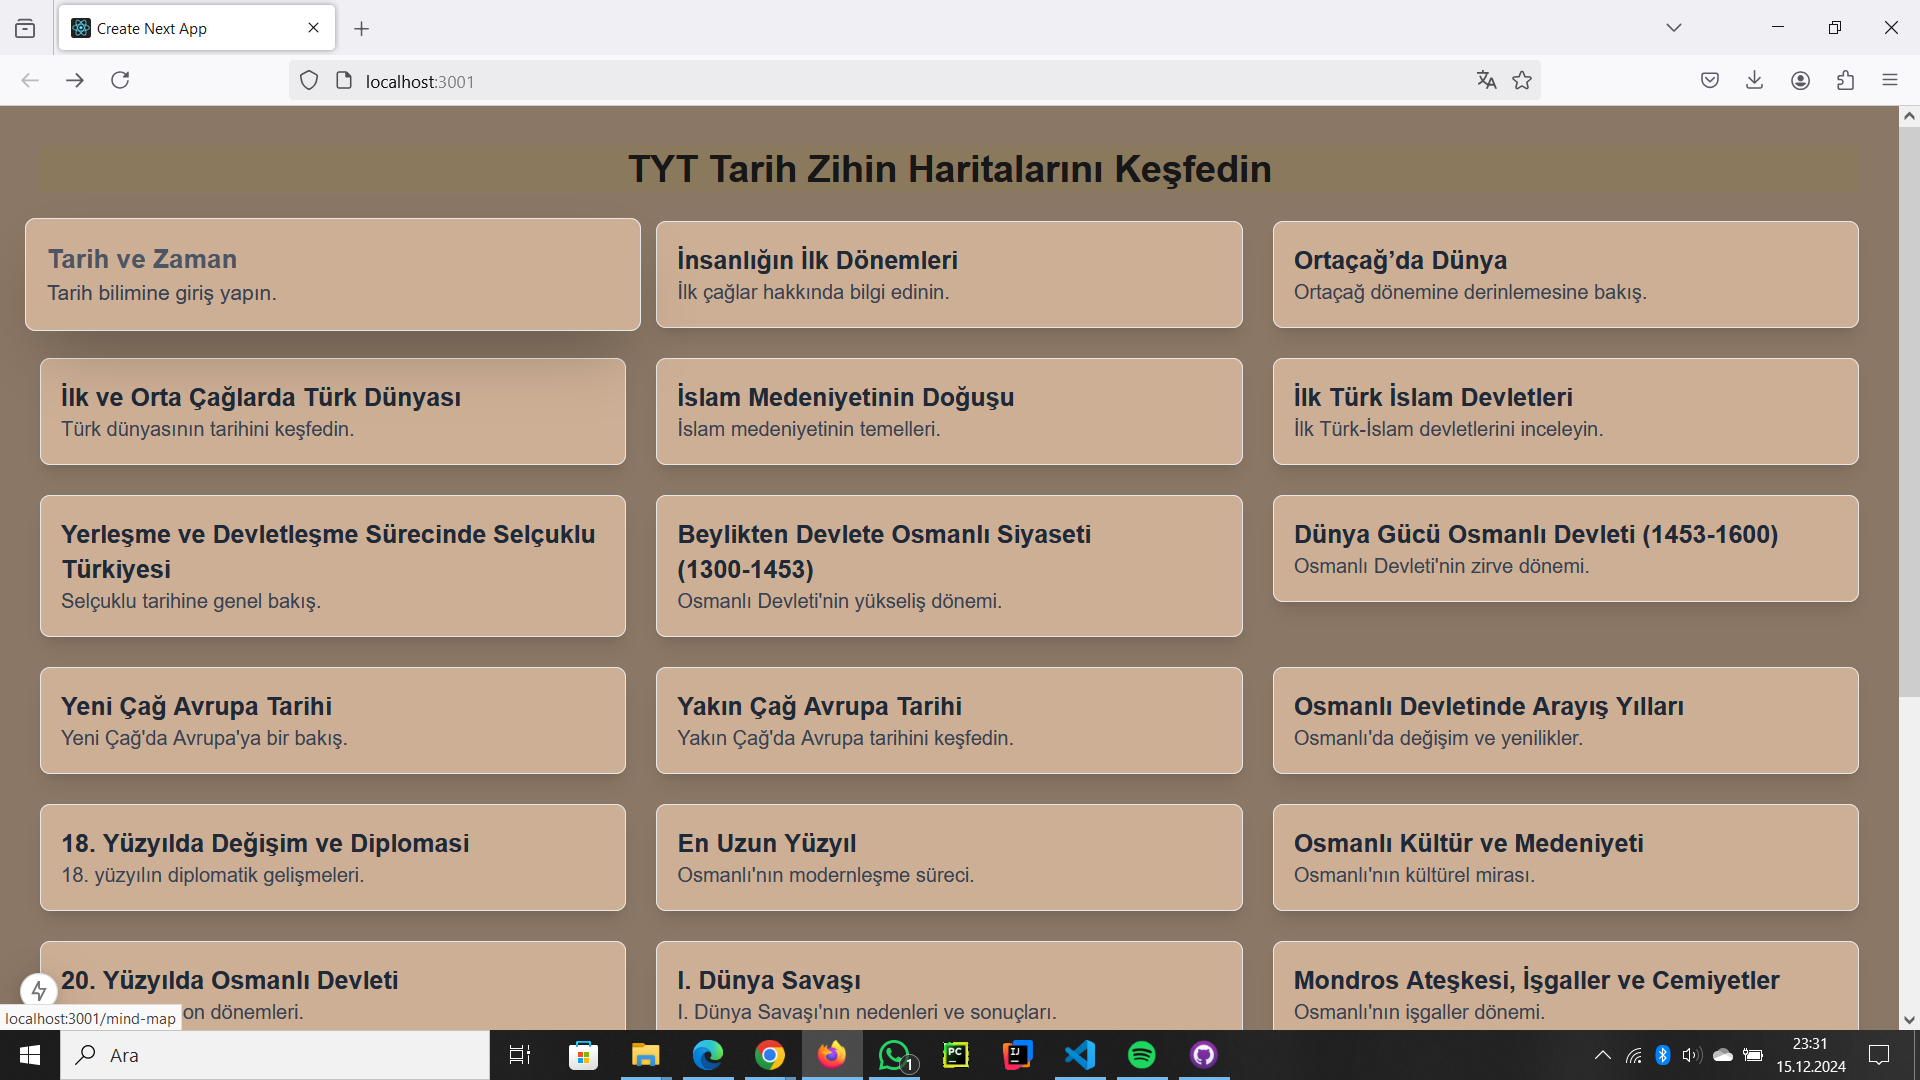 Create Next App
localhost:3001
TYT Tarih Zihin Haritalarını Keşfedin
Tarih ve Zaman
Tarih bilimine giriş yapın.
İnsanlığın İlk Dönemleri
İlk çağlar hakkında bilgi edinin.
Ortaçağ’da Dünya
Ortaçağ dönemine derinlemesine bakış.
İlk ve Orta Çağlarda Türk Dünyası
Türk dünyasının tarihini keşfedin.
İslam Medeniyetinin Doğuşu
İslam medeniyetinin temelleri.
İlk Türk İslam Devletleri
İlk Türk-İslam devletlerini inceleyin.
Yerleşme ve Devletleşme Sürecinde Selçuklu
Türkiyesi
Selçuklu tarihine genel bakış.
Beylikten Devlete Osmanlı Siyaseti
(1300-1453)
Osmanlı Devleti'nin yükseliş dönemi.
Dünya Gücü Osmanlı Devleti (1453-1600)
Osmanlı Devleti'nin zirve dönemi.
Yeni Çağ Avrupa Tarihi
Yeni Çağ'da Avrupa'ya bir bakış.
Yakın Çağ Avrupa Tarihi
Yakın Çağ'da Avrupa tarihini keşfedin.
Osmanlı Devletinde Arayış Yılları
Osmanlı'da değişim ve yenilikler.
18. Yüzyılda Değişim ve Diplomasi
18. yüzyılın diplomatik gelişmeleri.
En Uzun Yüzyıl
Osmanlı'nın modernleşme süreci.
Osmanlı Kültür ve Medeniyeti
Osmanlı'nın kültürel mirası.
20. Yüzyılda Osmanlı Devleti
on dönemleri.
I. Dünya Savaşı
I. Dünya Savaşı'nın nedenleri ve sonuçları.
Mondros Ateşkesi, İşgaller ve Cemiyetler
Osmanlı'nın işgaller dönemi.
localhost:3001/mind-map
Ara
1
PC
IJ
23:31
15.12.2024